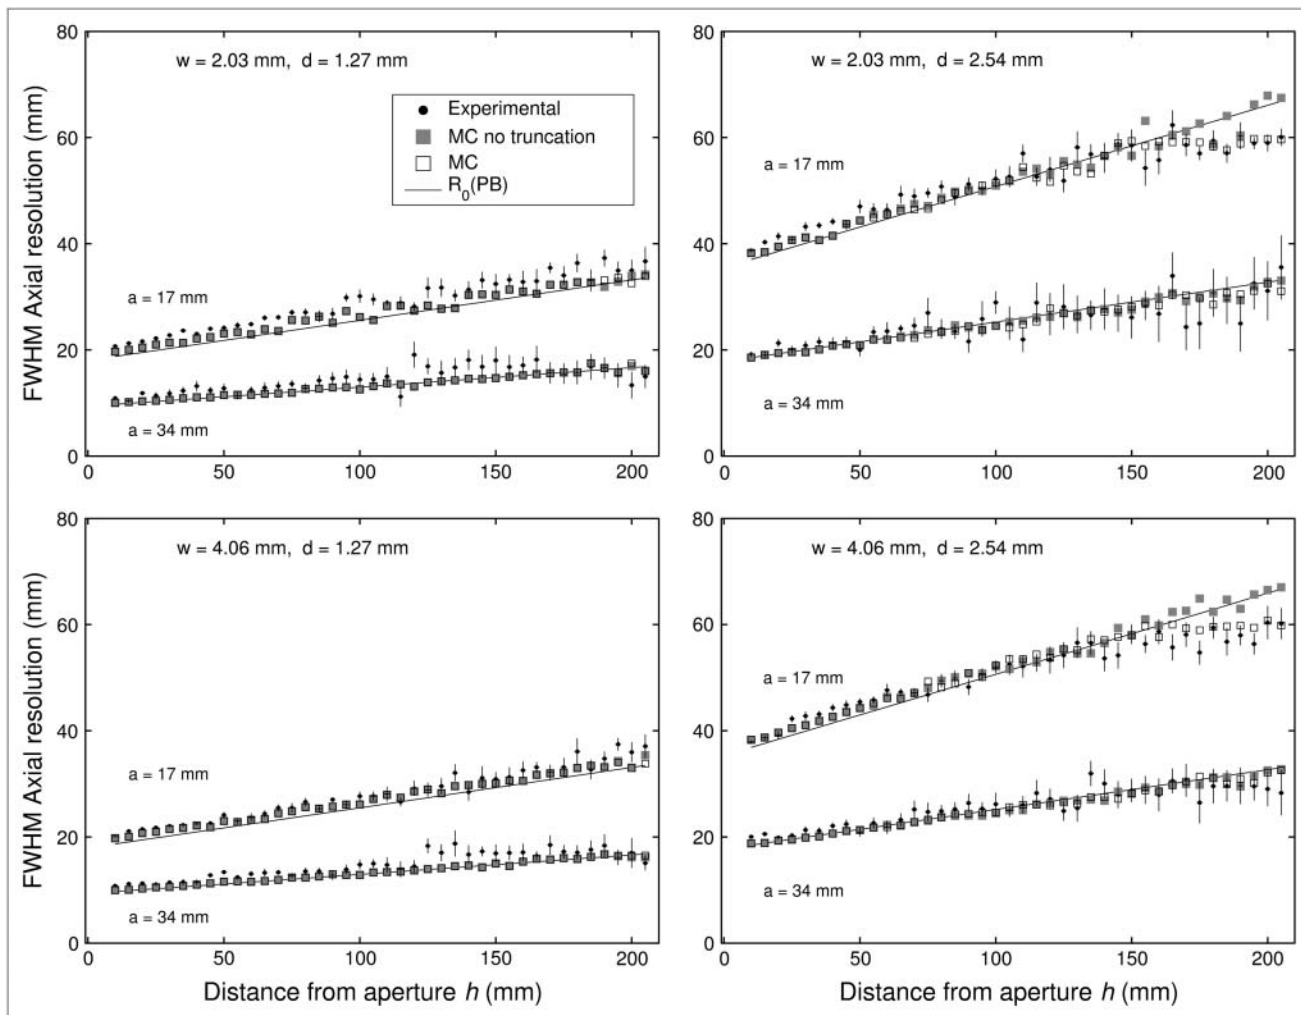 80
60
40
20
0
FWHM Axial resolution (mm)
w = 2.03 mm, d = 1.27 mm
Experimental
MC no truncation
MC
R0(PB)
a = 17 mm
a = 34 mm
0 50 100 150 200
80
60
40
20
0
w = 2.03 mm, d = 2.54 mm
a = 17 mm
a = 34 mm
0 50 100 150 200
80
60
40
20
0
FWHM Axial resolution (mm)
w = 4.06 mm, d = 1.27 mm
a = 17 mm
a = 34 mm
0 50 100 150 200
Distance from aperture h (mm)
80
60
40
20
0
w = 4.06 mm, d = 2.54 mm
a = 17 mm
a = 34 mm
0 50 100 150 200
Distance from aperture h (mm)